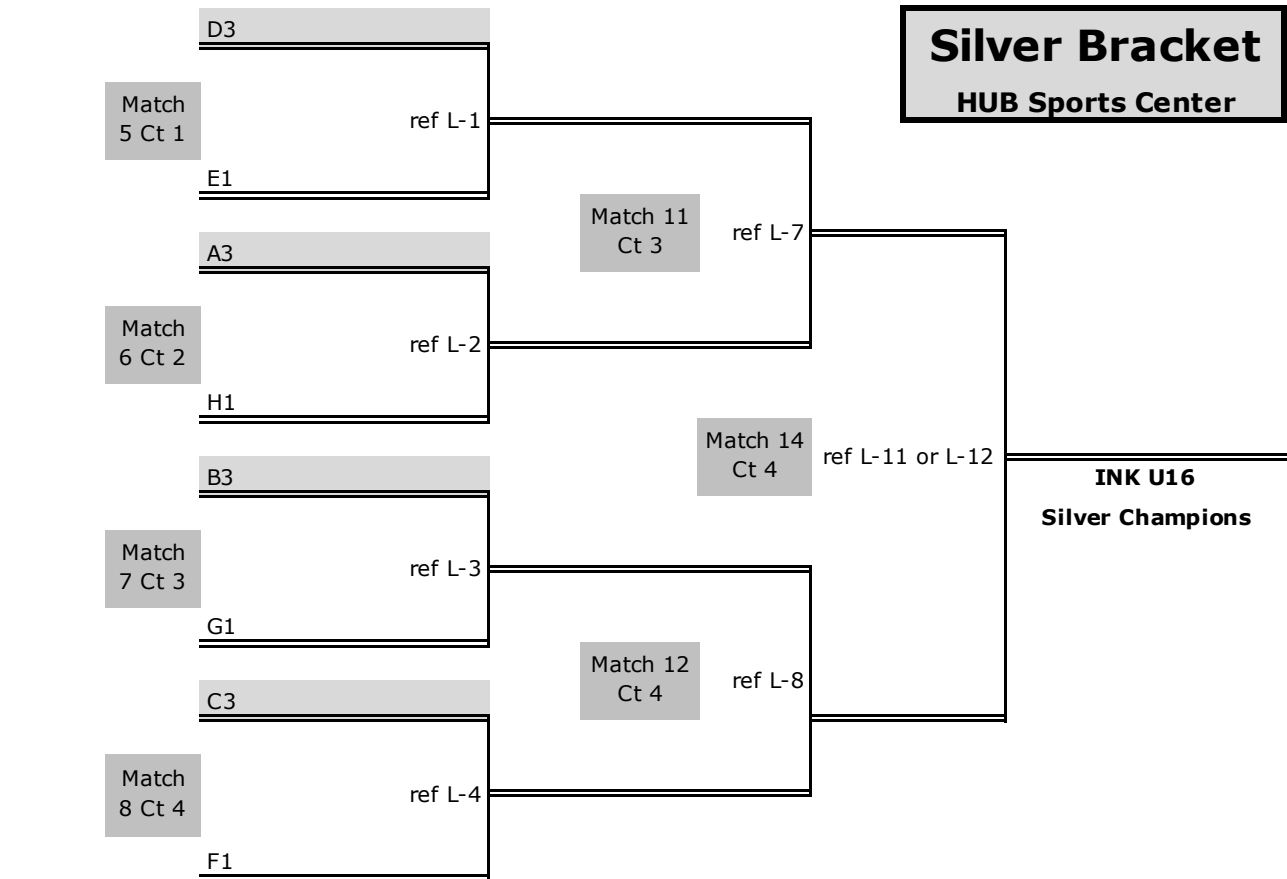 D3
Silver Bracket
HUB Sports Center
Match
5 Ct 1
ref L-1
E1
Match 11
Ct 3
ref L-7
A3
Match
6 Ct 2
ref L-2
H1
Match 14
Ct 4
ref L-11 or L-12
INK U16
Silver Champions
B3
Match
7 Ct 3
ref L-3
G1
Match 12
Ct 4
ref L-8
C3
Match
8 Ct 4
ref L-4
F1